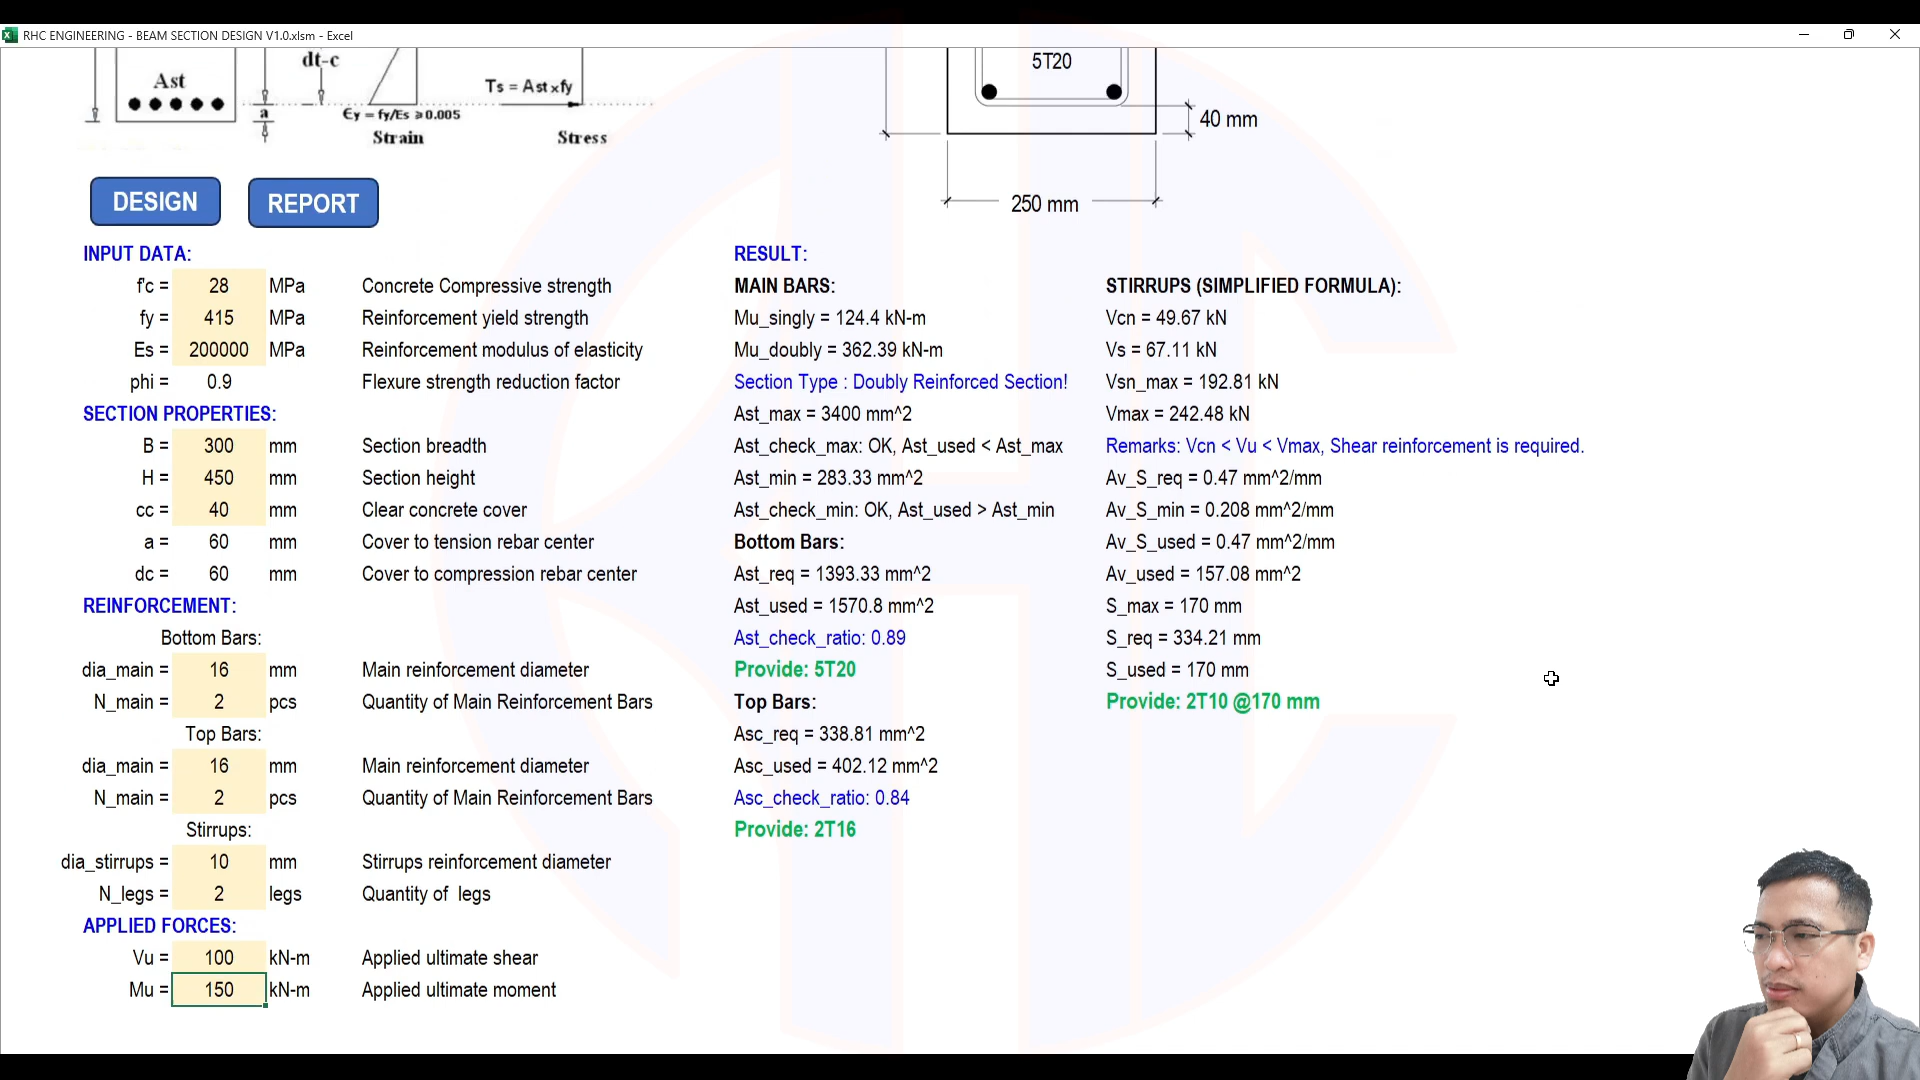 RHC ENGINEERING - BEAM SECTION DESIGN V1.0.xlsm - Excel
dt-c
Ast
Ts = Ast x fy
a
Єy = fy/Es ⩾ 0.005
Strain
Stress
5T20
40 mm
250 mm
DESIGN
REPORT
INPUT DATA:
f'c = 28 MPa Concrete Compressive strength
fy = 415 MPa Reinforcement yield strength
Es = 200000 MPa Reinforcement modulus of elasticity
phi = 0.9 Flexure strength reduction factor
SECTION PROPERTIES:
B = 300 mm Section breadth
H = 450 mm Section height
cc = 40 mm Clear concrete cover
a = 60 mm Cover to tension rebar center
dc = 60 mm Cover to compression rebar center
REINFORCEMENT:
Bottom Bars:
dia_main = 16 mm Main reinforcement diameter
N_main = 2 pcs Quantity of Main Reinforcement Bars
Top Bars:
dia_main = 16 mm Main reinforcement diameter
N_main = 2 pcs Quantity of Main Reinforcement Bars
Stirrups:
dia_stirrups = 10 mm Stirrups reinforcement diameter
N_legs = 2 legs Quantity of legs
APPLIED FORCES:
Vu = 100 kN-m Applied ultimate shear
Mu = 150 kN-m Applied ultimate moment
RESULT:
MAIN BARS:
Mu_singly = 124.4 kN-m
Mu_doubly = 362.39 kN-m
Section Type : Doubly Reinforced Section!
Ast_max = 3400 mm^2
Ast_check_max: OK, Ast_used < Ast_max
Ast_min = 283.33 mm^2
Ast_check_min: OK, Ast_used > Ast_min
Bottom Bars:
Ast_req = 1393.33 mm^2
Ast_used = 1570.8 mm^2
Ast_check_ratio: 0.89
Provide: 5T20
Top Bars:
Asc_req = 338.81 mm^2
Asc_used = 402.12 mm^2
Asc_check_ratio: 0.84
Provide: 2T16
STIRRUPS (SIMPLIFIED FORMULA):
Vcn = 49.67 kN
Vs = 67.11 kN
Vsn_max = 192.81 kN
Vmax = 242.48 kN
Remarks: Vcn < Vu < Vmax, Shear reinforcement is required.
Av_S_req = 0.47 mm^2/mm
Av_S_min = 0.208 mm^2/mm
Av_S_used = 0.47 mm^2/mm
Av_used = 157.08 mm^2
S_max = 170 mm
S_req = 334.21 mm
S_used = 170 mm
Provide: 2T10 @170 mm